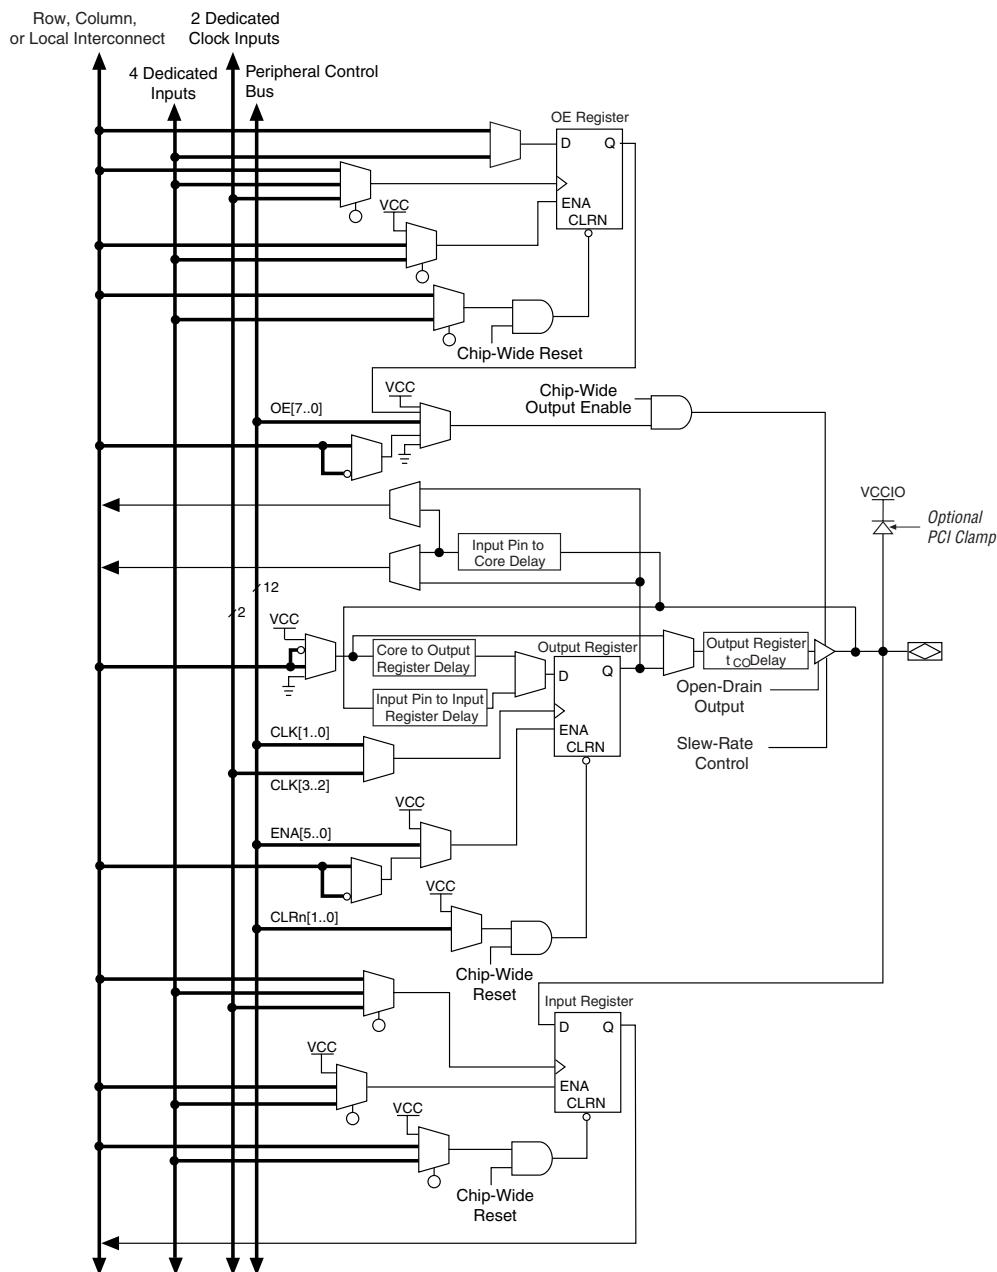 Row, Column,
or Local Interconnect
2 Dedicated
Clock Inputs
4 Dedicated
Inputs
Peripheral Control
Bus
OE Register
D Q
ENA
CLRN
VCC
Chip-Wide Reset
VCC
OE[7..0]
Chip-Wide
Output Enable
VCCIO
Optional
PCI Clamp
Input Pin to
Core Delay
12
2
VCC
Core to Output
Register Delay
Input Pin to Input
Register Delay
Output Register
D Q
ENA
CLRN
Output Register
t CO Delay
Open-Drain
Output
Slew-Rate
Control
CLK[1..0]
CLK[3..2]
VCC
ENA[5..0]
VCC
CLRn[1..0]
Chip-Wide
Reset
Input Register
D Q
ENA
CLRN
VCC
VCC
Chip-Wide
Reset